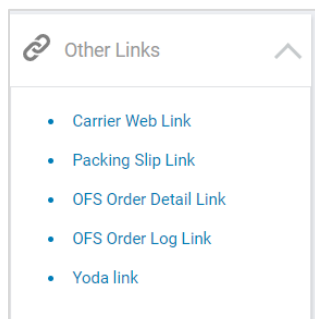 Other Links
Carrier Web Link
Packing Slip Link
OFS Order Detail Link
OFS Order Log Link
Yoda link